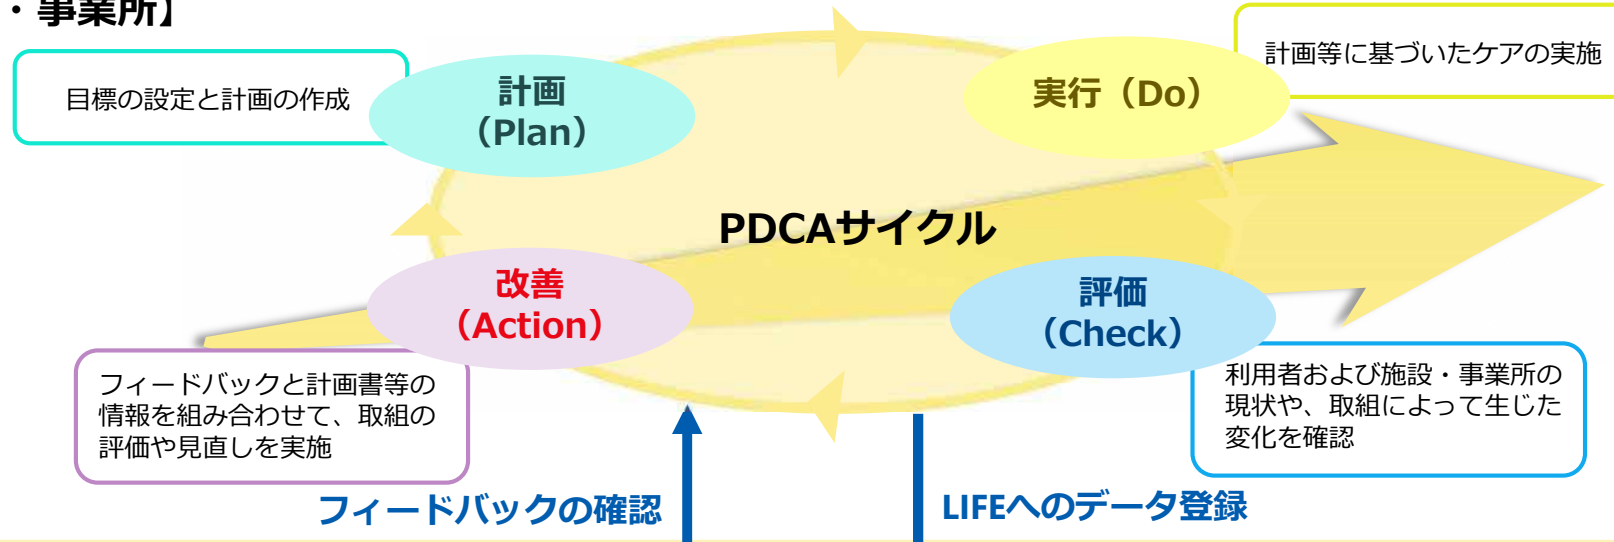 ・事業所】
目標の設定と計画の作成
計画
（Plan）
実行（Do）
計画等に基づいたケアの実施
PDCAサイクル
改善
（Action）
評価
（Check）
フィードバックと計画書等の
情報を組み合わせて、取組の
評価や見直しを実施
利用者および施設・事業所の
現状や、取組によって生じた
変化を確認
フィードバックの確認
LIFEへのデータ登録